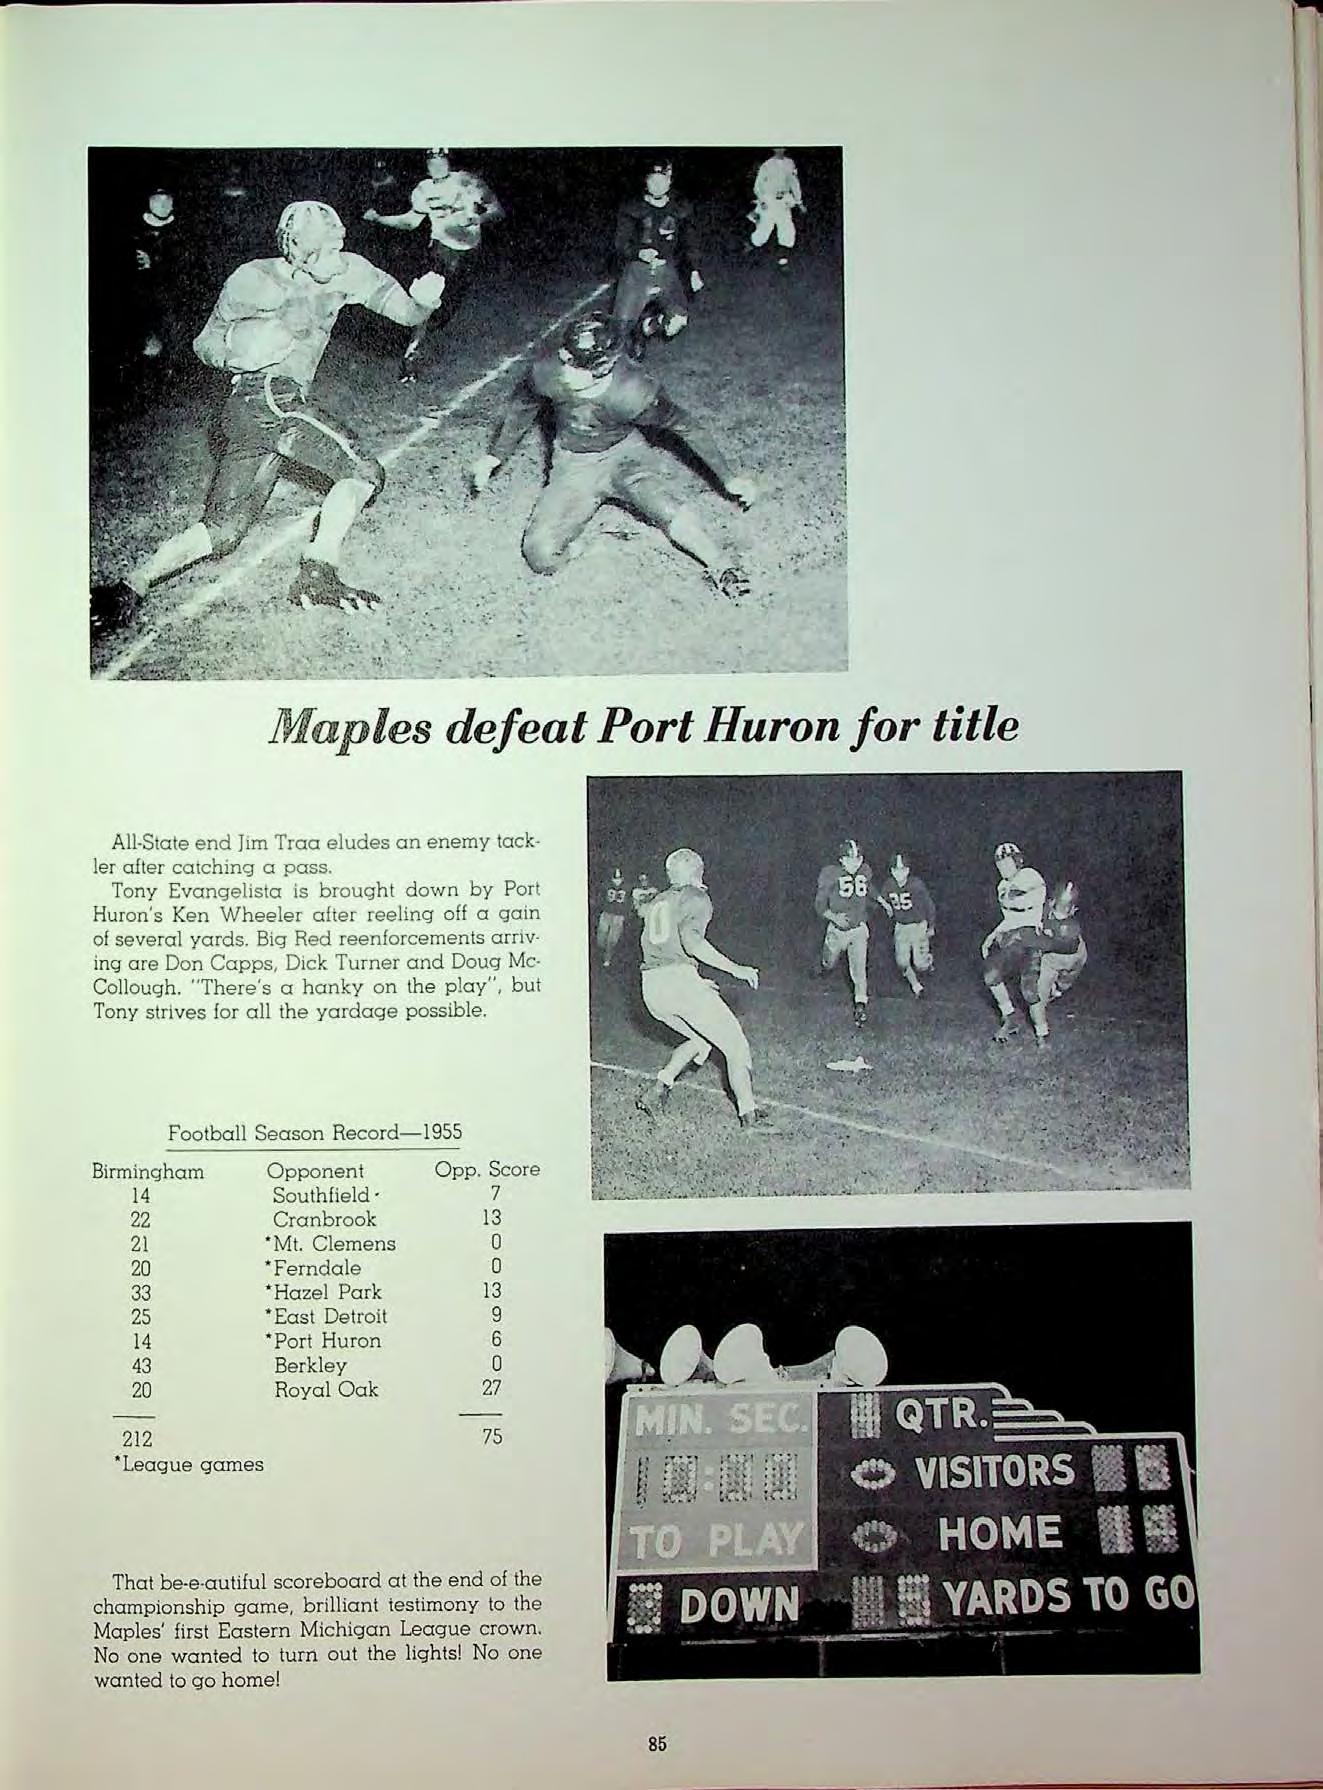 Maples defeat Port Huron for title
All-State end Jim Traa eludes an enemy tack-
ler after catching a pass.
Tony Evangelista is brought down by Port
Huron's Ken Wheeler after reeling off a gain
of several yards. Big Red reenforcements arriv-
ing are Don Capps, Dick Turner and Doug Mc-
Collough. "There's a hanky on the play", but
Tony strives for all the yardage possible.
93
0
56
35
Football Season Record—1955
Birmingham Opponent Opp. Score
14 Southfield 7
22 Cranbrook 13
21 *Mt. Clemens 0
20 *Ferndale 0
33 *Hazel Park 13
25 *East Detroit 9
14 *Port Huron 6
43 Berkley 0
20 Royal Oak 27
212 75
*League games
MIN. SEC.
TO PLAY
DOWN
QTR.
VISITORS
HOME
YARDS TO GO
That be-e-autiful scoreboard at the end of the
championship game, brilliant testimony to the
Maples' first Eastern Michigan League crown.
No one wanted to turn out the lights! No one
wanted to go home!
85